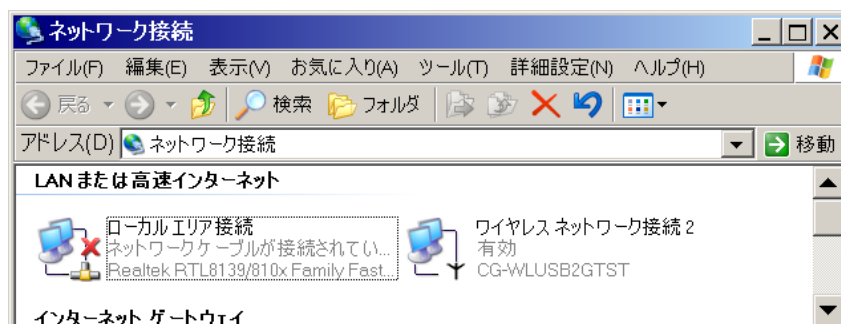 ネットワーク接続
ファイル(F) 編集(E) 表示(V) お気に入り(A) ツール(T) 詳細設定(N) ヘルプ(H)
戻る 検索 フォルダ
アドレス(D) ネットワーク接続 移動
LAN または高速インターネット
ローカル エリア接続
ネットワーク ケーブルが接続されてい...
Realtek RTL8139/810x Family Fast...
ワイヤレス ネットワーク接続 2
有効
CG-WLUSB2GTST
インターネット ゲートウェイ